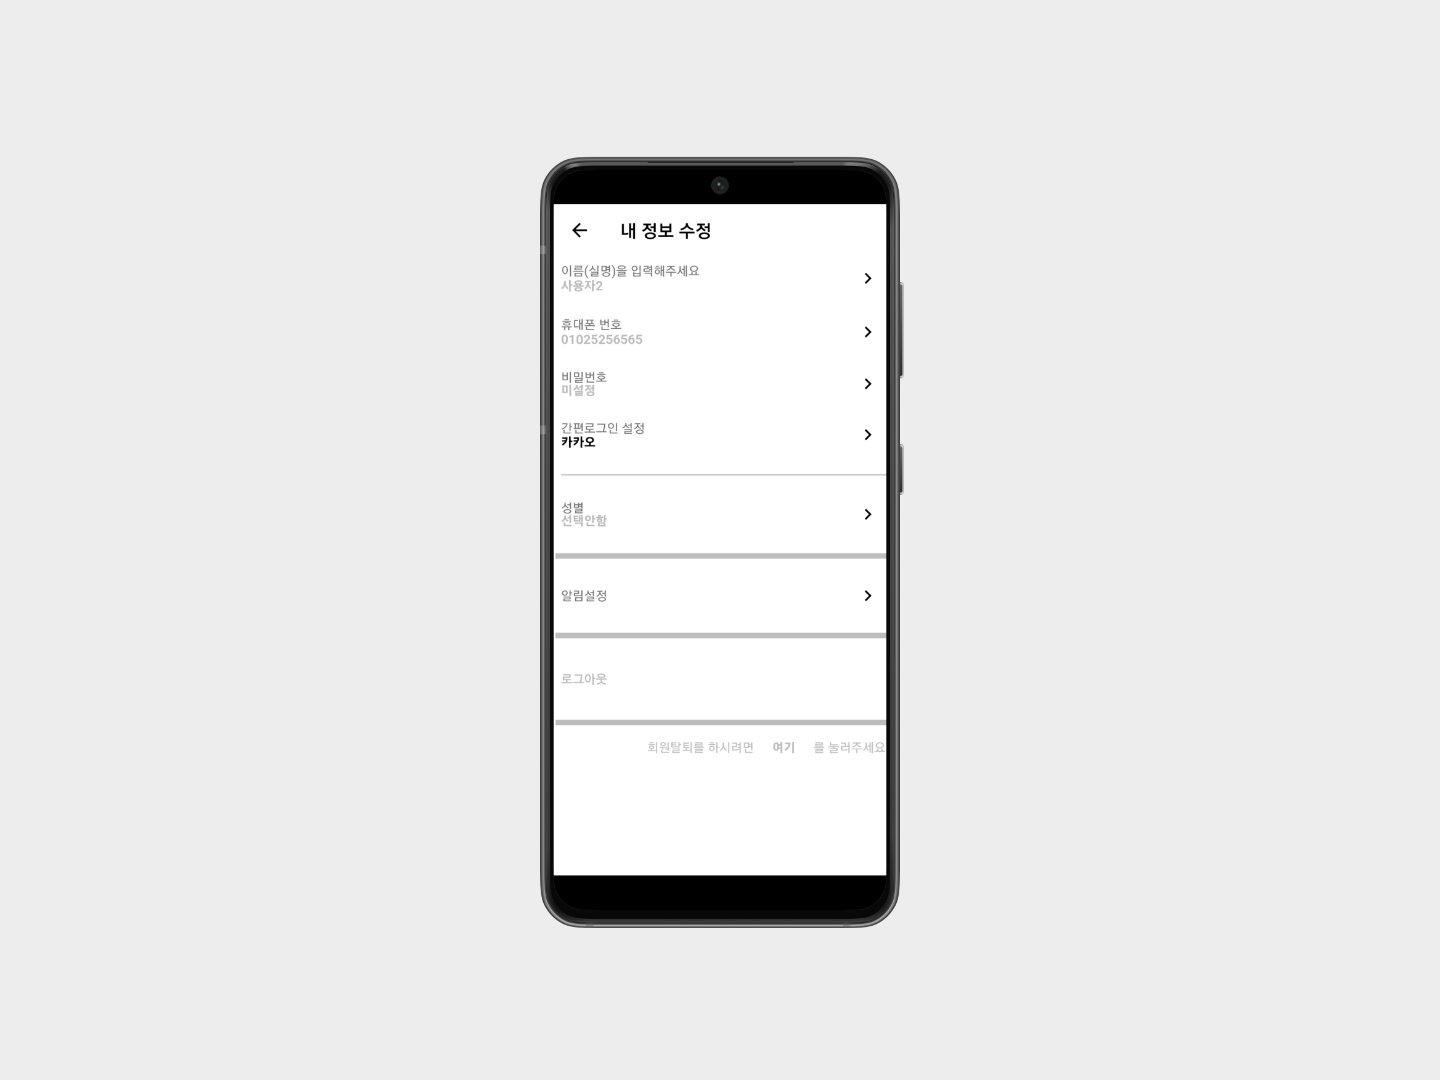 내 정보 수정
이름(실명)을 입력해주세요
사용자2
휴대폰 번호
01025256565
비밀번호
미설정
간편로그인 설정
카카오
성별
선택안함
알림설정
로그아웃
회원탈퇴를 하시려면 여기 를 눌러주세요